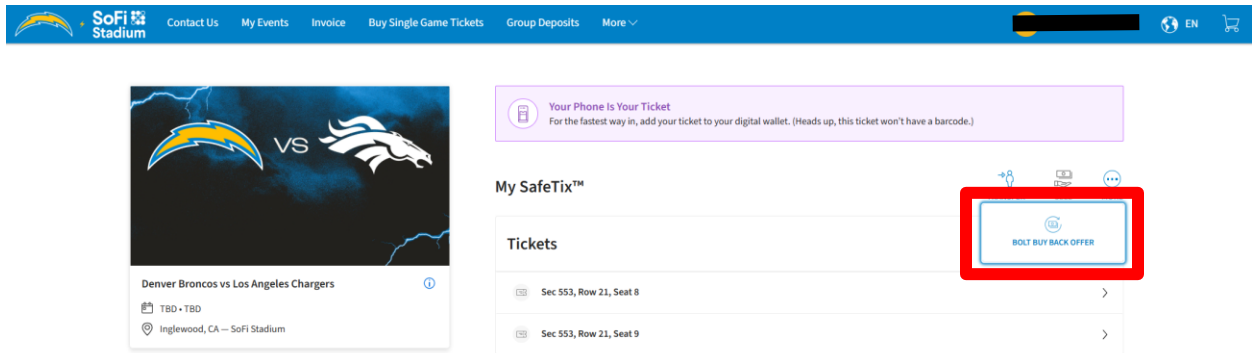 SoFi Stadium
Contact Us My Events Invoice Buy Single Game Tickets Group Deposits More EN
VS
Your Phone Is Your Ticket
For the fastest way in, add your ticket to your digital wallet. (Heads up, this ticket won't have a barcode.)
My SafeTix™
BOLT BUY BACK OFFER
Tickets
Denver Broncos vs Los Angeles Chargers
TBD • TBD
Inglewood, CA — SoFi Stadium
Sec 553, Row 21, Seat 8
Sec 553, Row 21, Seat 9